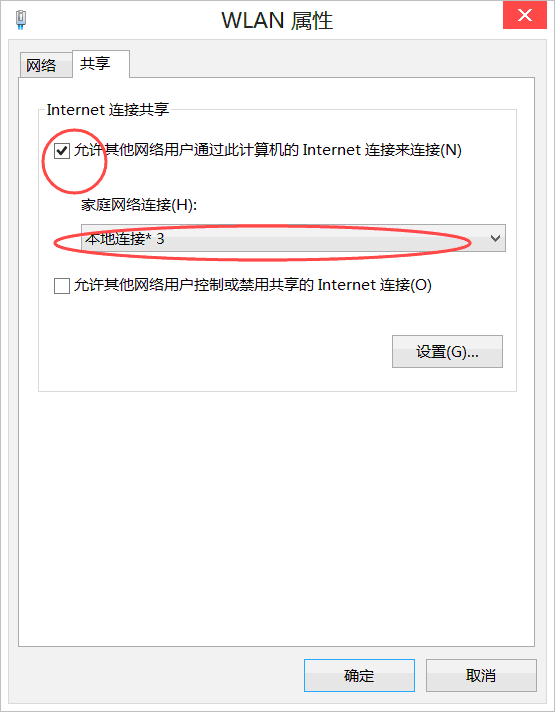 WLAN 属性
网络
共享
Internet 连接共享
允许其他网络用户通过此计算机的 Internet 连接来连接(N)
家庭网络连接(H):
本地连接* 3
允许其他网络用户控制或禁用共享的 Internet 连接(O)
设置(G)...
确定
取消